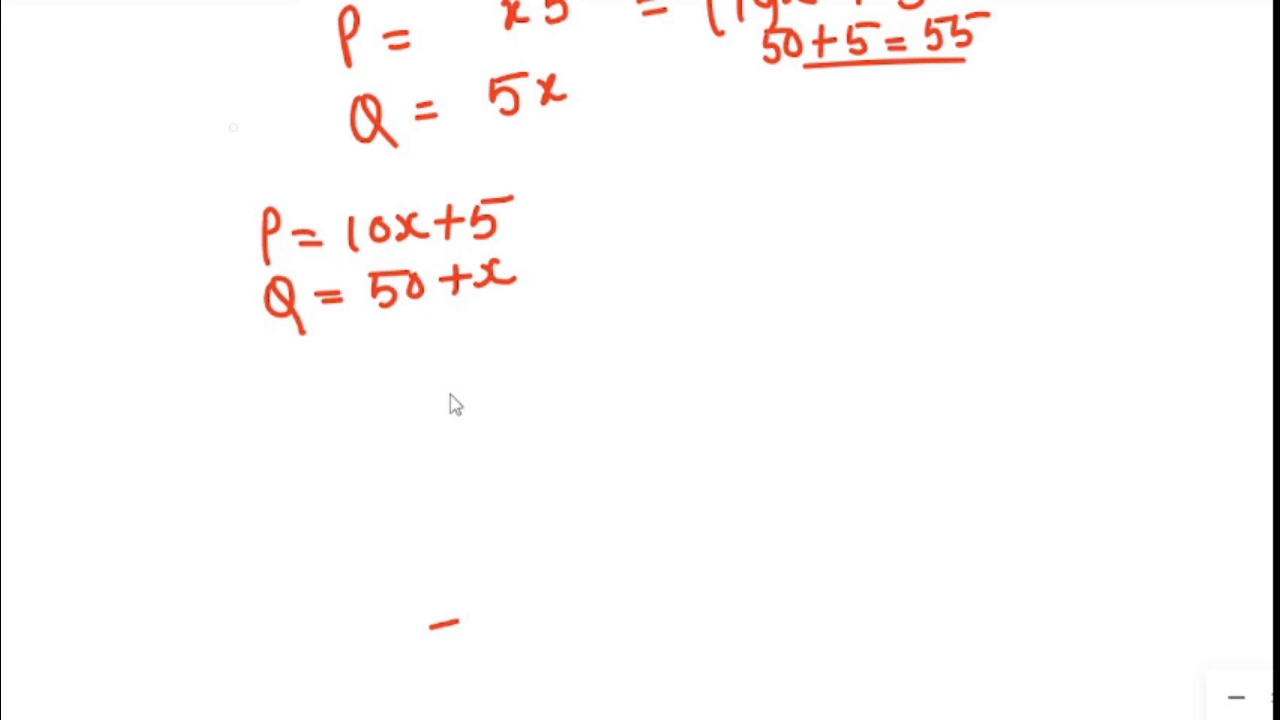 P = x5 =
50+5 = 55
Q = 5x
P = 10x+5
Q = 50+x